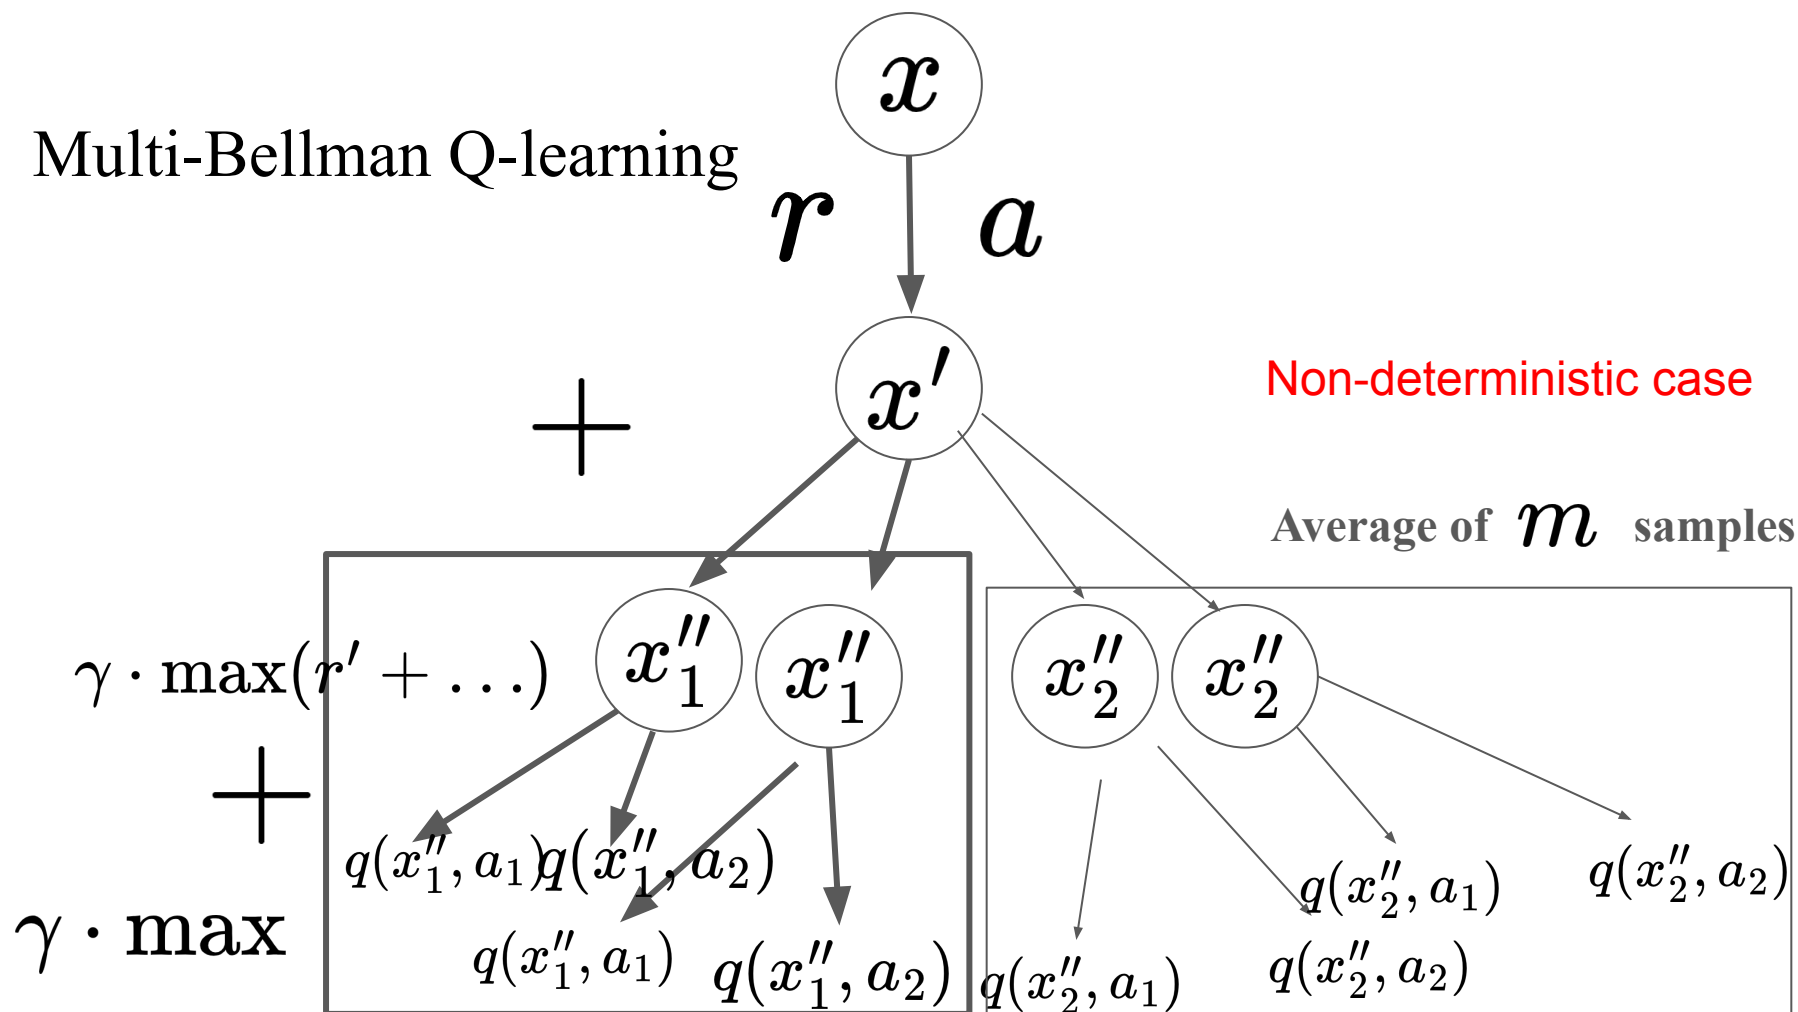 x
Multi-Bellman Q-learning
r a
x′
Non-deterministic case
+
Average of m samples
γ · max(r′ + …)
x″₁ x″₁ x″₂ x″₂
+
q(x″₁, a₁) q(x″₁, a₂) q(x″₂, a₁) q(x″₂, a₂)
γ · max
q(x″₁, a₁) q(x″₁, a₂) q(x″₂, a₁) q(x″₂, a₂)